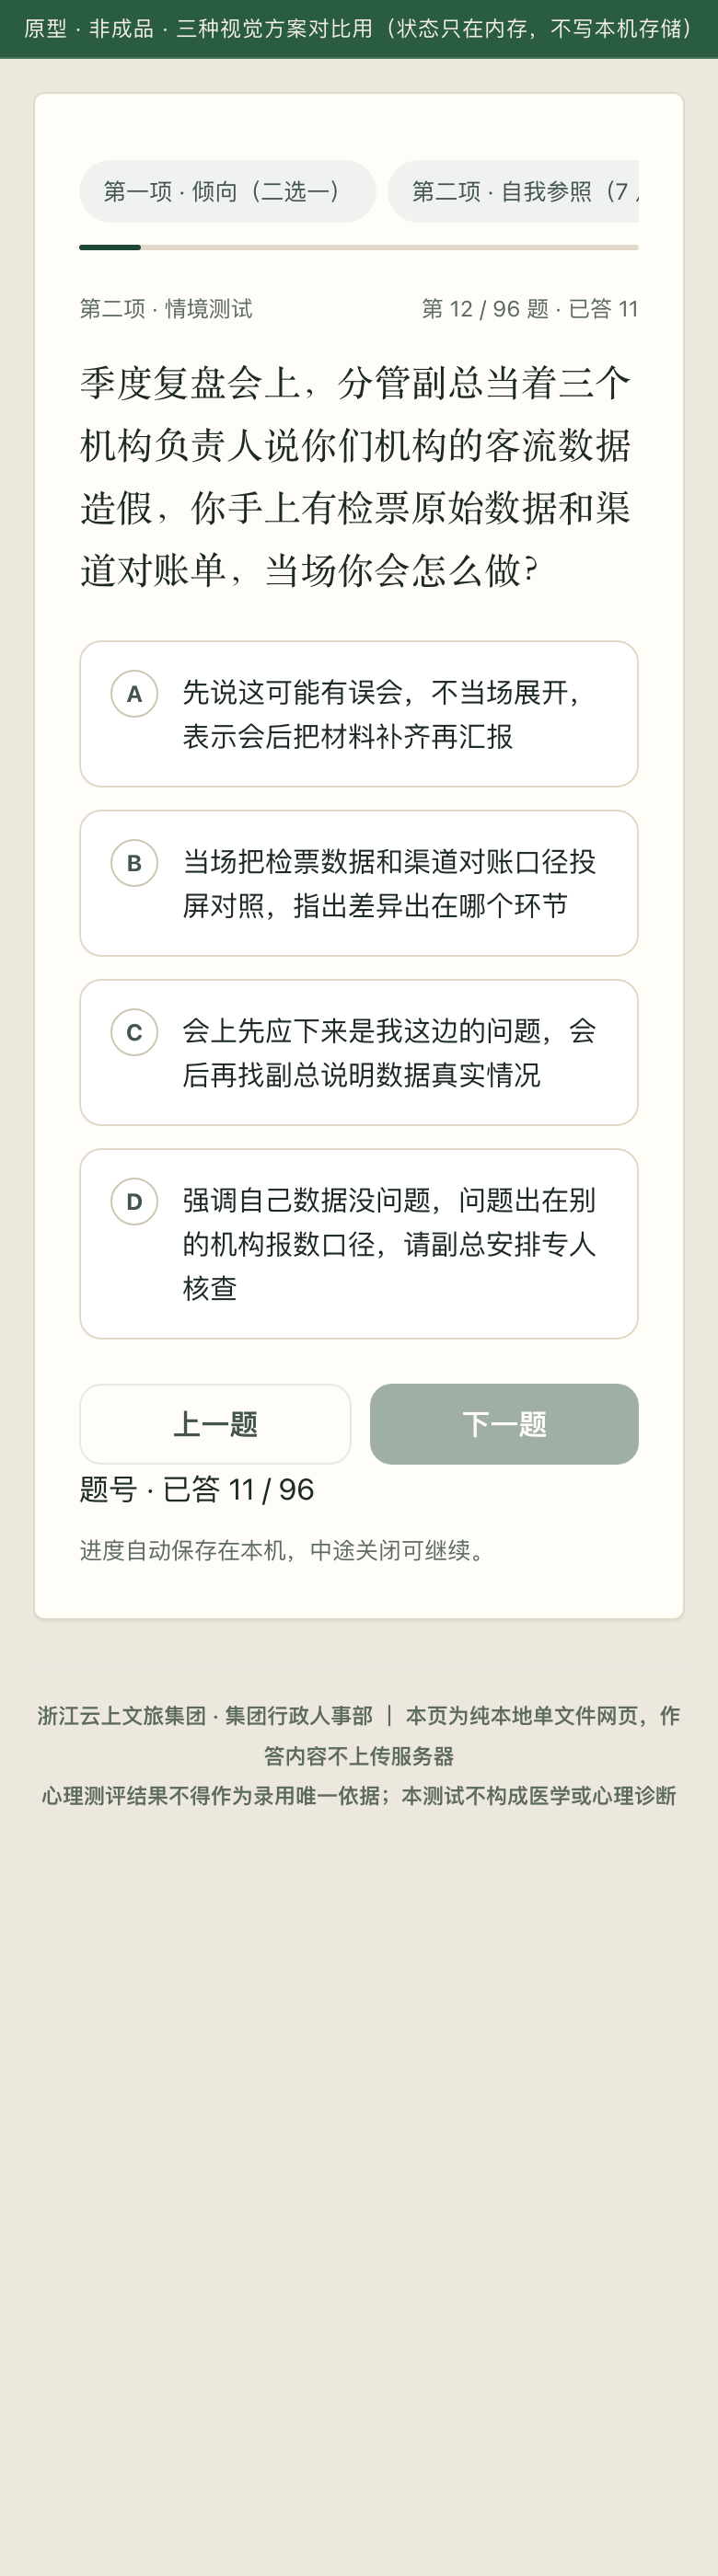 原型 · 非成品 · 三种视觉方案对比用（状态只在内存，不写本机存储）
第一项 · 倾向（二选一）
第二项 · 自我参照（7
第二项 · 情境测试
第 12 / 96 题 · 已答 11
季度复盘会上，分管副总当着三个
机构负责人说你们机构的客流数据
造假，你手上有检票原始数据和渠
道对账单，当场你会怎么做?
A
先说这可能有误会，不当场展开，
表示会后把材料补齐再汇报
B
当场把检票数据和渠道对账口径投
屏对照，指出差异出在哪个环节
C
会上先应下来是我这边的问题，会
后再找副总说明数据真实情况
D
强调自己数据没问题，问题出在别
的机构报数口径，请副总安排专人
核查
上一题
下一题
题号 · 已答 11 / 96
进度自动保存在本机，中途关闭可继续。
浙江云上文旅集团 · 集团行政人事部 ｜ 本页为纯本地单文件网页，作
答内容不上传服务器
心理测评结果不得作为录用唯一依据；本测试不构成医学或心理诊断